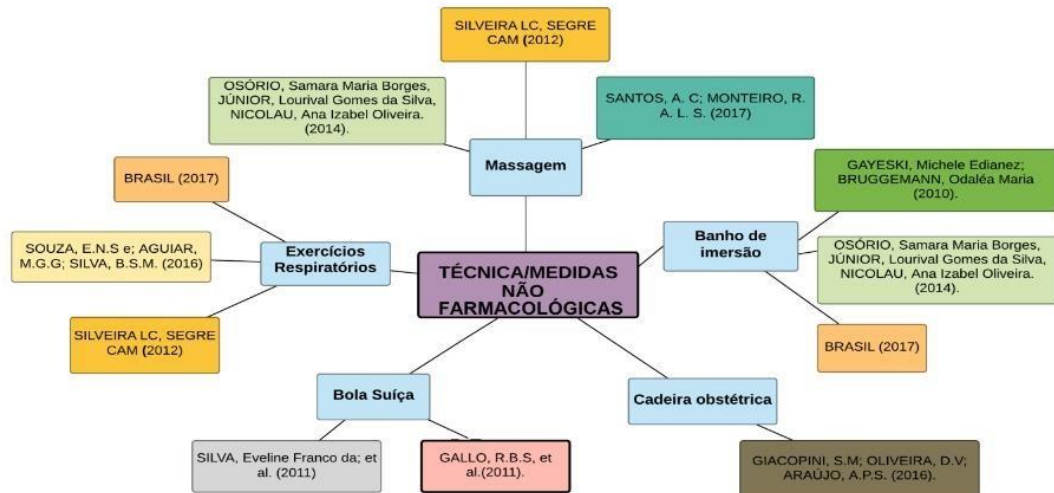 SILVEIRA LC, SEGRE
CAM (2012)
OSÓRIO, Samara Maria Borges,
JÚNIOR, Lourival Gomes da Silva,
NICOLAU, Ana Izabel Oliveira.
(2014).
SANTOS, A. C; MONTEIRO, R.
A. L. S. (2017)
Massagem
BRASIL (2017)
GAYESKI, Michele Edianez;
BRUGGEMANN, Odaléa Maria
(2010).
SOUZA, E.N.S e; AGUIAR,
M.G.G; SILVA, B.S.M. (2016)
Exercícios
Respiratórios
Banho de
imersão
OSÓRIO, Samara Maria Borges,
JÚNIOR, Lourival Gomes da Silva,
NICOLAU, Ana Izabel Oliveira.
(2014).
TÉCNICA/MEDIDAS
NÃO
FARMACOLÓGICAS
SILVEIRA LC, SEGRE
CAM (2012)
BRASIL (2017)
Bola Suíça
Cadeira obstétrica
SILVA, Eveline Franco da; et
al. (2011)
GALLO, R.B.S, et
al.(2011).
GIACOPINI, S.M; OLIVEIRA, D.V;
ARAÚJO, A.P.S. (2016).